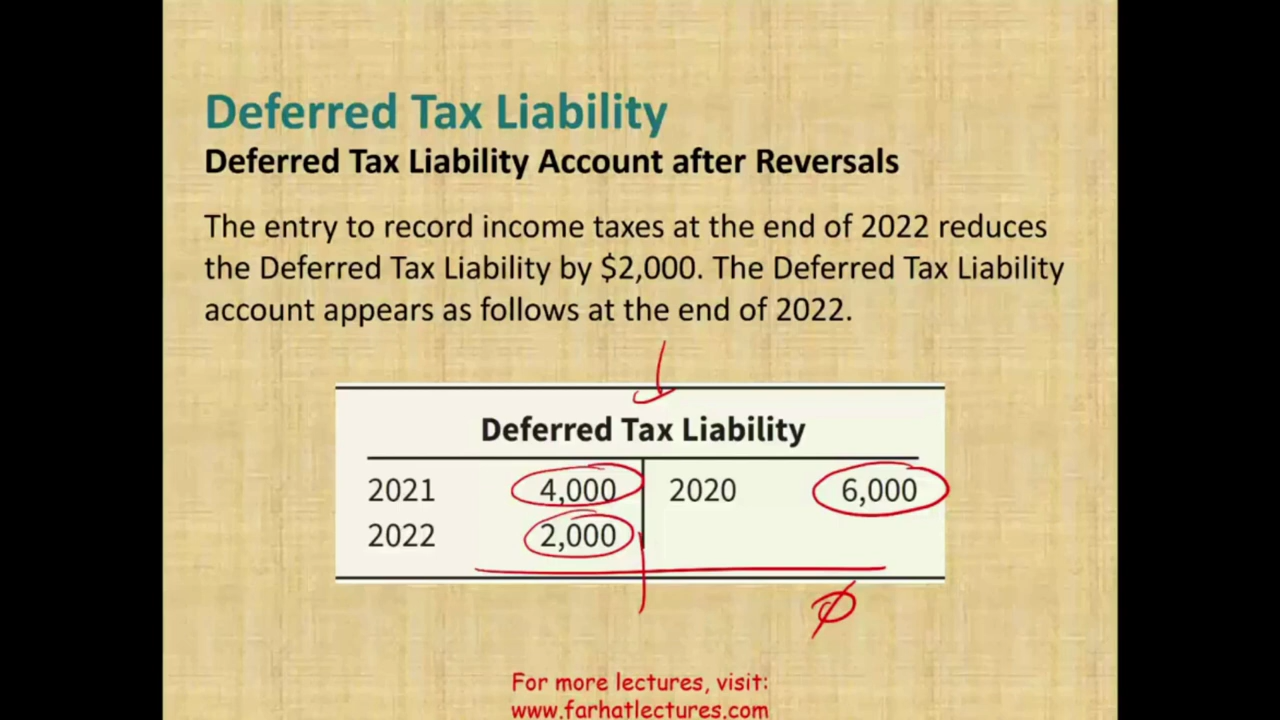 Deferred Tax Liability
Deferred Tax Liability Account after Reversals
The entry to record income taxes at the end of 2022 reduces
the Deferred Tax Liability by $2,000. The Deferred Tax Liability
account appears as follows at the end of 2022.
Deferred Tax Liability
2021 4,000 2020 6,000
2022 2,000
∅
For more lectures, visit:
www.farhatlectures.com